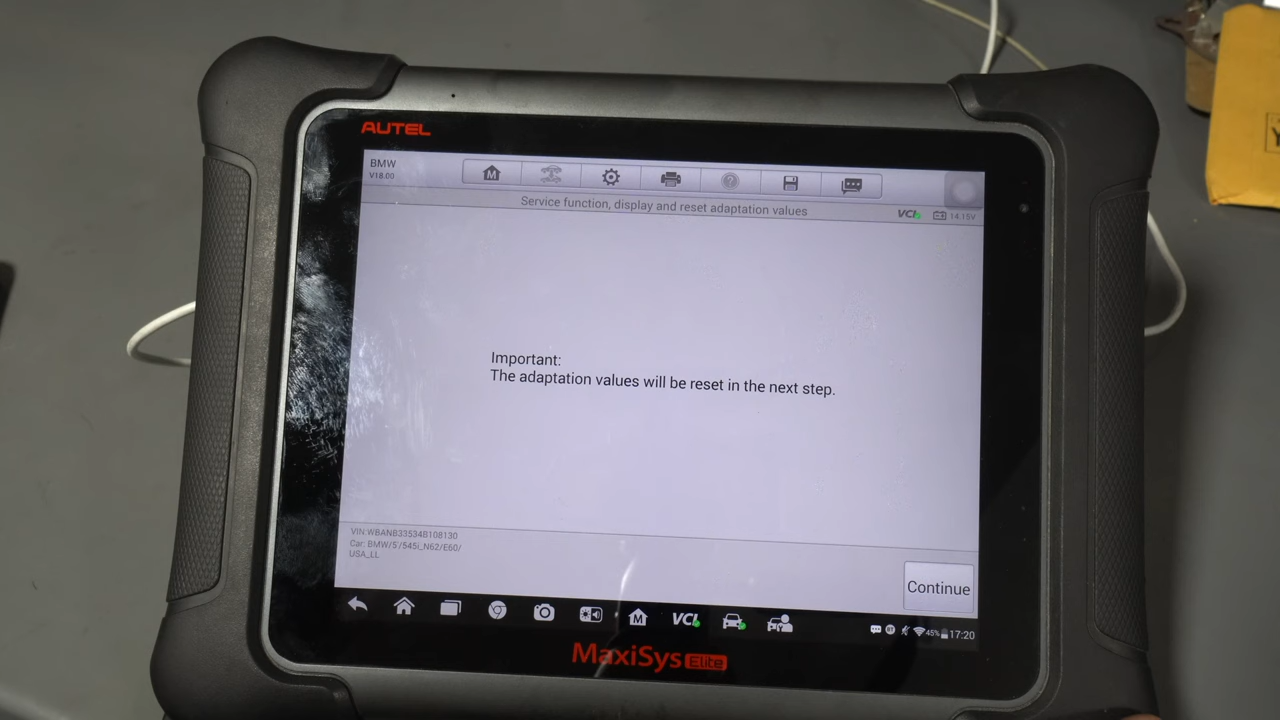 AUTEL
BMW
V18.00
M
?
Service function, display and reset adaptation values
VCI
14.15V
Important:
The adaptation values will be reset in the next step.
VIN:WBANB33534B108130
Car: BMW/5'/545i_N62/E60/
USA_LL
Continue
M
VCI
BT
45%
17:20
MaxiSys Elite